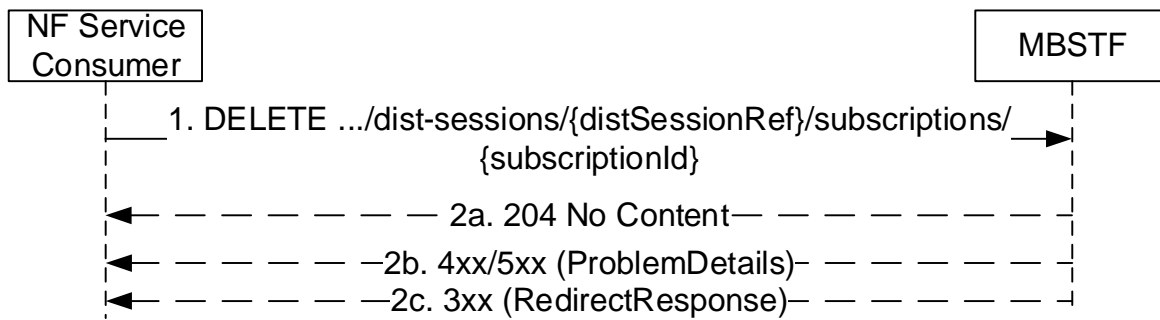 NF Service
Consumer
MBSTF
1. DELETE .../dist-sessions/{distSessionRef}/subscriptions/
{subscriptionId}
2a. 204 No Content
2b. 4xx/5xx (ProblemDetails)
2c. 3xx (RedirectResponse)